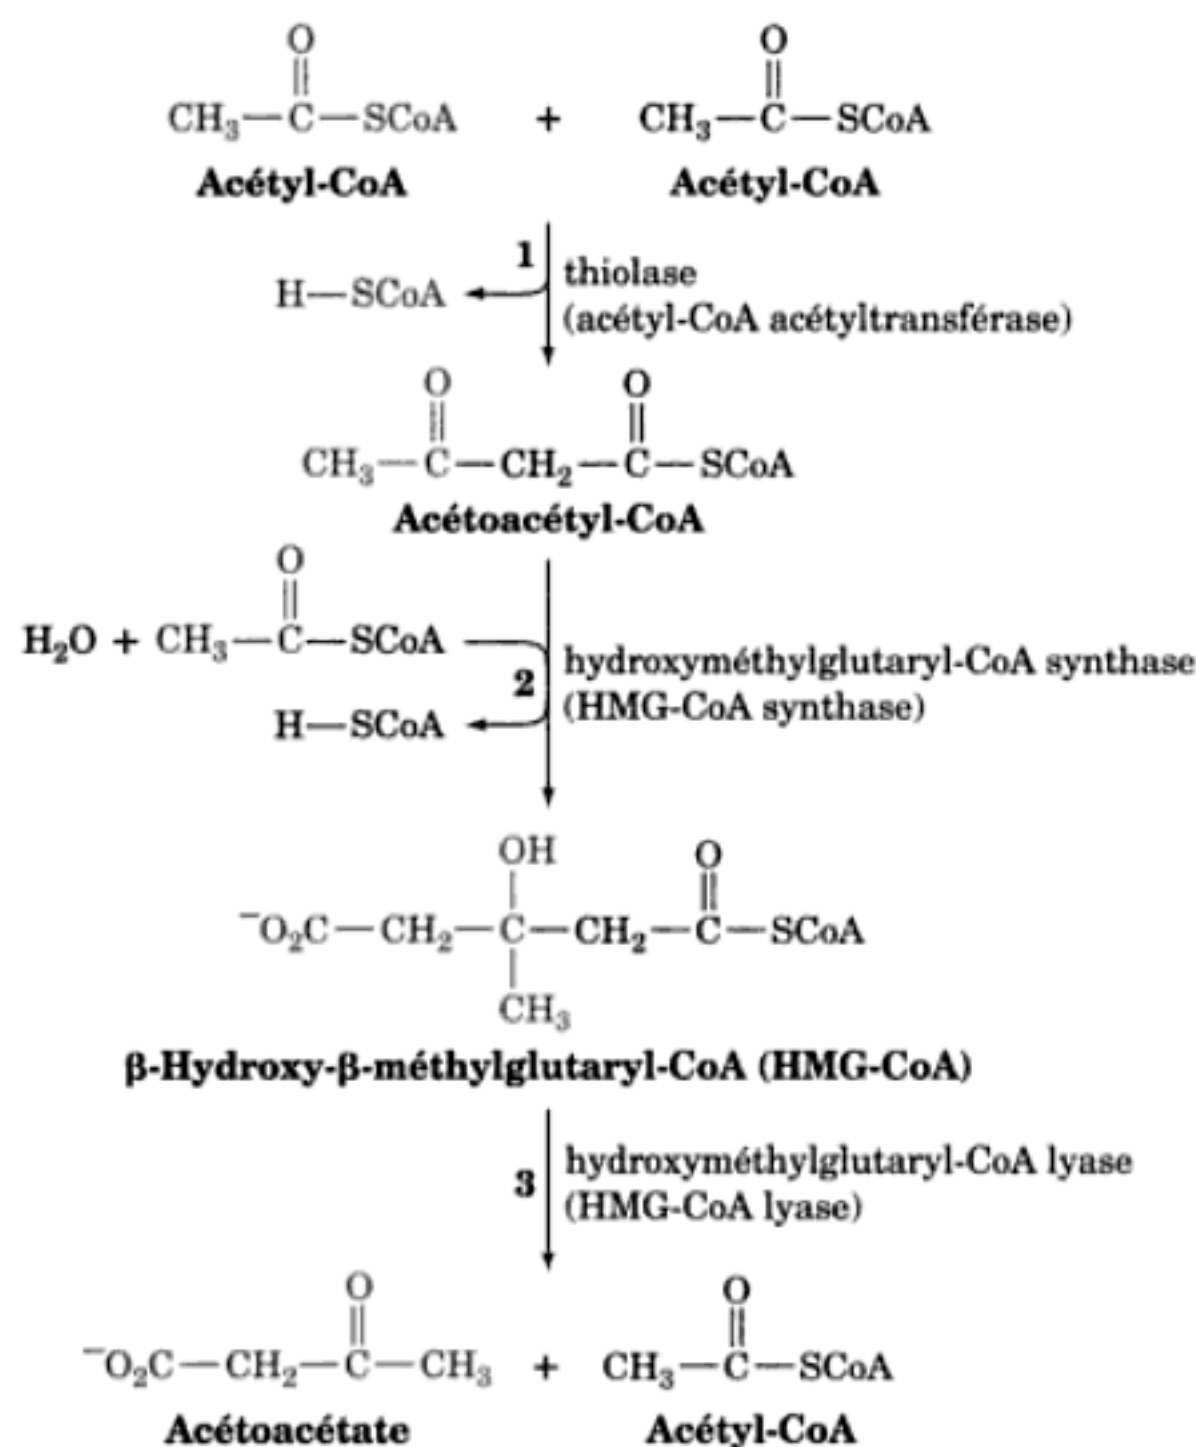 O O
CH₃—C—SCoA + CH₃—C—SCoA
Acétyl-CoA Acétyl-CoA
1 thiolase
H—SCoA (acétyl-CoA acétyltransférase)
O O
CH₃—C—CH₂—C—SCoA
Acétoacétyl-CoA
O
H₂O + CH₃—C—SCoA
2 hydroxyméthylglutaryl-CoA synthase
H—SCoA (HMG-CoA synthase)
OH O
⁻O₂C—CH₂—C—CH₂—C—SCoA
CH₃
β-Hydroxy-β-méthylglutaryl-CoA (HMG-CoA)
3 hydroxyméthylglutaryl-CoA lyase
(HMG-CoA lyase)
O O
⁻O₂C—CH₂—C—CH₃ + CH₃—C—SCoA
Acétoacétate Acétyl-CoA